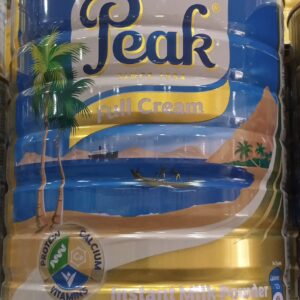 Peak
Full Cream
PROTEIN
CALCIUM
VITAMINS
Instant Milk Powder